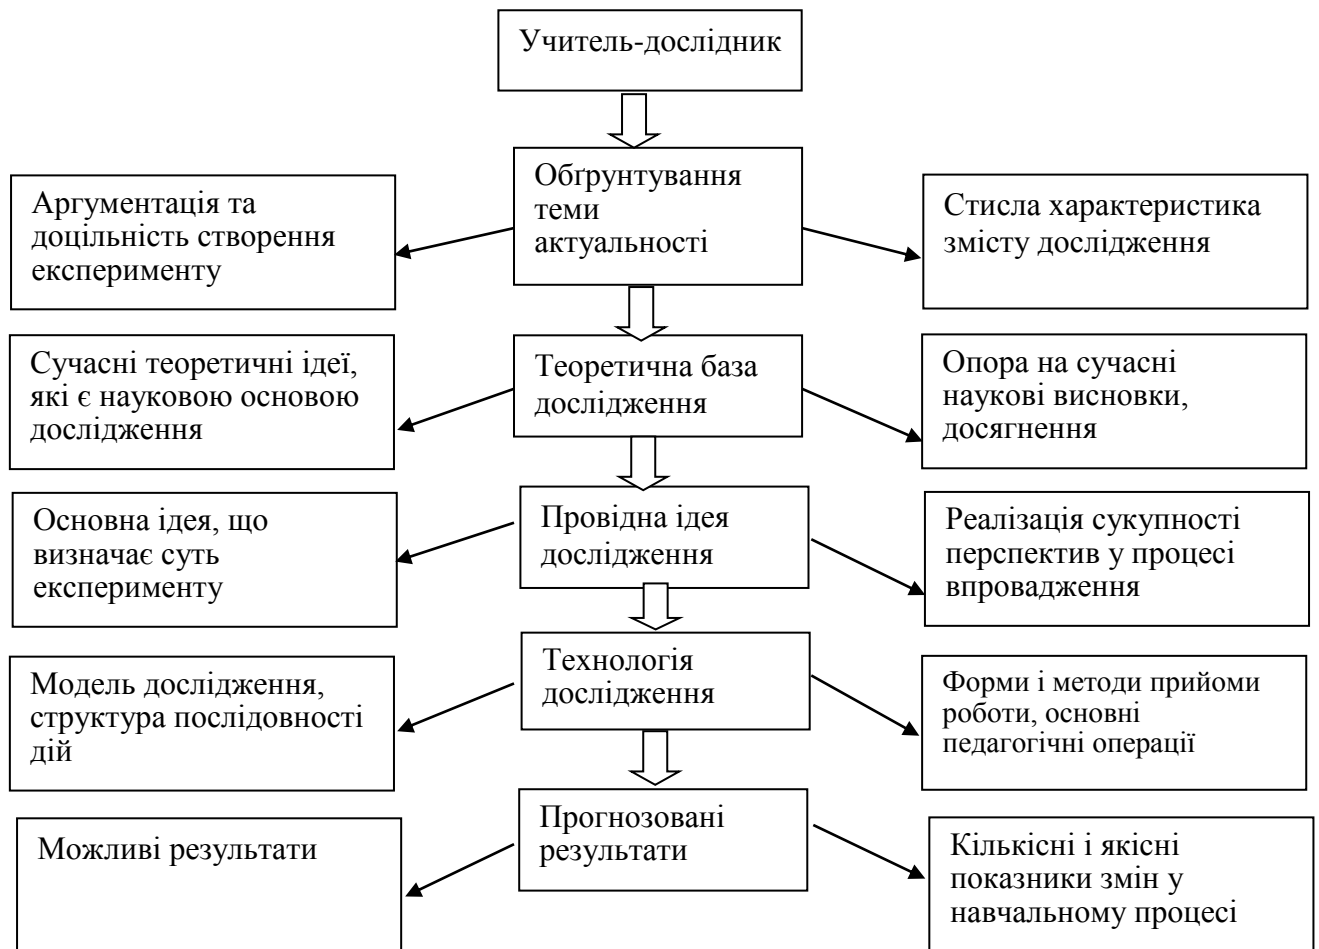 Учитель-дослідник
Обґрунтування
теми
актуальності
Аргументація та
доцільність створення
експерименту
Стисла характеристика
змісту дослідження
Сучасні теоретичні ідеї,
які є науковою основою
дослідження
Теоретична база
дослідження
Опора на сучасні
наукові висновки,
досягнення
Основна ідея, що
визначає суть
експерименту
Провідна ідея
дослідження
Реалізація сукупності
перспектив у процесі
впровадження
Модель дослідження,
структура послідовності
дій
Технологія
дослідження
Форми і методи прийоми
роботи, основні
педагогічні операції
Можливі результати
Прогнозовані
результати
Кількісні і якісні
показники змін у
навчальному процесі